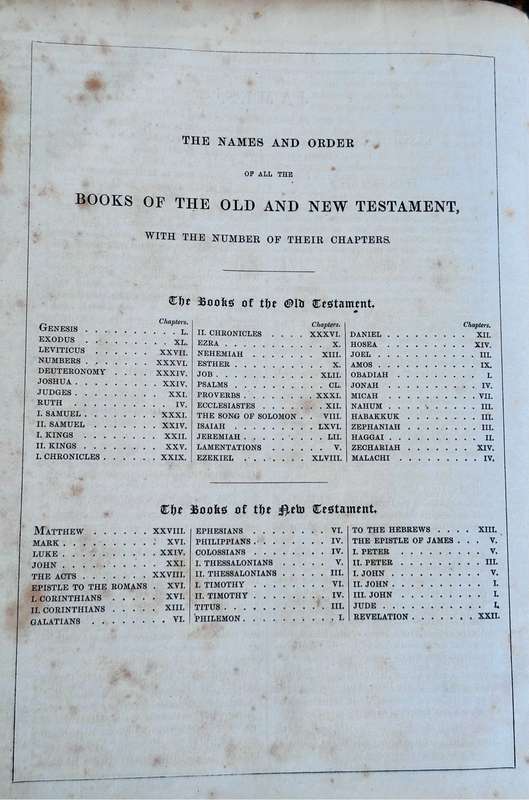 THE NAMES AND ORDER
OF ALL THE
BOOKS OF THE OLD AND NEW TESTAMENT,
WITH THE NUMBER OF THEIR CHAPTERS.
The Books of the Old Testament.
Chapters.
GENESIS . . . . . . . . . . L.
EXODUS . . . . . . . . . . XL.
LEVITICUS . . . . . . . XXVII.
NUMBERS . . . . . . . XXXVI.
DEUTERONOMY . . . . XXXIV.
JOSHUA . . . . . . . . . XXIV.
JUDGES . . . . . . . . . XXI.
RUTH . . . . . . . . . . . IV.
I. SAMUEL . . . . . . . XXXI.
II. SAMUEL . . . . . . XXIV.
I. KINGS . . . . . . . . XXII.
II. KINGS . . . . . . . XXV.
I. CHRONICLES . . . . . XXIX.
Chapters.
II. CHRONICLES . . . . XXXVI.
EZRA . . . . . . . . . . . X.
NEHEMIAH . . . . . . . XIII.
ESTHER . . . . . . . . . . X.
JOB . . . . . . . . . . . XLII.
PSALMS . . . . . . . . . CL.
PROVERBS . . . . . . . XXXI.
ECCLESIASTES . . . . . XII.
THE SONG OF SOLOMON . . VIII.
ISAIAH . . . . . . . . . LXVI.
JEREMIAH . . . . . . . . LII.
LAMENTATIONS . . . . . . V.
EZEKIEL . . . . . . . XLVIII.
Chapters.
DANIEL . . . . . . . . . XII.
HOSEA . . . . . . . . . XIV.
JOEL . . . . . . . . . . III.
AMOS . . . . . . . . . . IX.
OBADIAH . . . . . . . . . I.
JONAH . . . . . . . . . . IV.
MICAH . . . . . . . . . VII.
NAHUM . . . . . . . . . III.
HABAKKUK . . . . . . . III.
ZEPHANIAH . . . . . . . III.
HAGGAI . . . . . . . . . II.
ZECHARIAH . . . . . . . XIV.
MALACHI . . . . . . . . . IV.
The Books of the New Testament.
MATTHEW . . . . . . . XXVIII.
MARK . . . . . . . . . . XVI.
LUKE . . . . . . . . . . XXIV.
JOHN . . . . . . . . . . XXI.
THE ACTS . . . . . . XXVIII.
EPISTLE TO THE ROMANS . XVI.
I. CORINTHIANS . . . . . XVI.
II. CORINTHIANS . . . . XIII.
GALATIANS . . . . . . . . VI.
EPHESIANS . . . . . . . . VI.
PHILIPPIANS . . . . . . . IV.
COLOSSIANS . . . . . . . IV.
I. THESSALONIANS . . . . . V.
II. THESSALONIANS . . . . III.
I. TIMOTHY . . . . . . . . VI.
II. TIMOTHY . . . . . . . IV.
TITUS . . . . . . . . . . III.
PHILEMON . . . . . . . . . I.
TO THE HEBREWS . . . . XIII.
THE EPISTLE OF JAMES . . . V.
I. PETER . . . . . . . . . V.
II. PETER . . . . . . . . III.
I. JOHN . . . . . . . . . . V.
II. JOHN . . . . . . . . . I.
III. JOHN . . . . . . . . . I.
JUDE . . . . . . . . . . . I.
REVELATION . . . . . . . XXII.